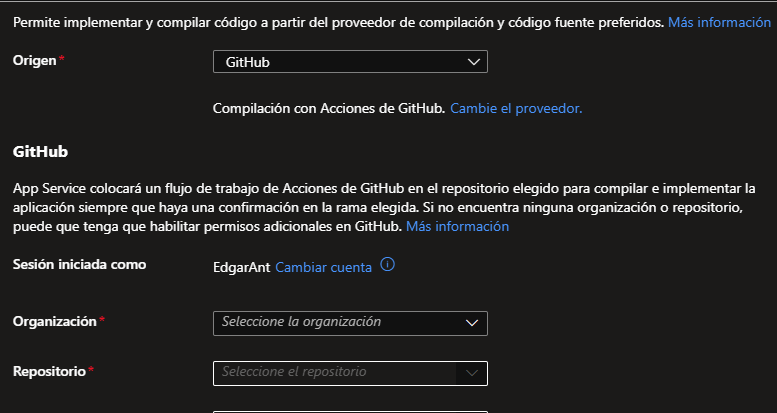 Permite implementar y compilar código a partir del proveedor de compilación y código fuente preferidos. Más información
Origen *
GitHub
Compilación con Acciones de GitHub. Cambie el proveedor.
GitHub
App Service colocará un flujo de trabajo de Acciones de GitHub en el repositorio elegido para compilar e implementar la
aplicación siempre que haya una confirmación en la rama elegida. Si no encuentra ninguna organización o repositorio,
puede que tenga que habilitar permisos adicionales en GitHub. Más información
Sesión iniciada como
EdgarAnt Cambiar cuenta
Organización *
Seleccione la organización
Repositorio *
Seleccione el repositorio